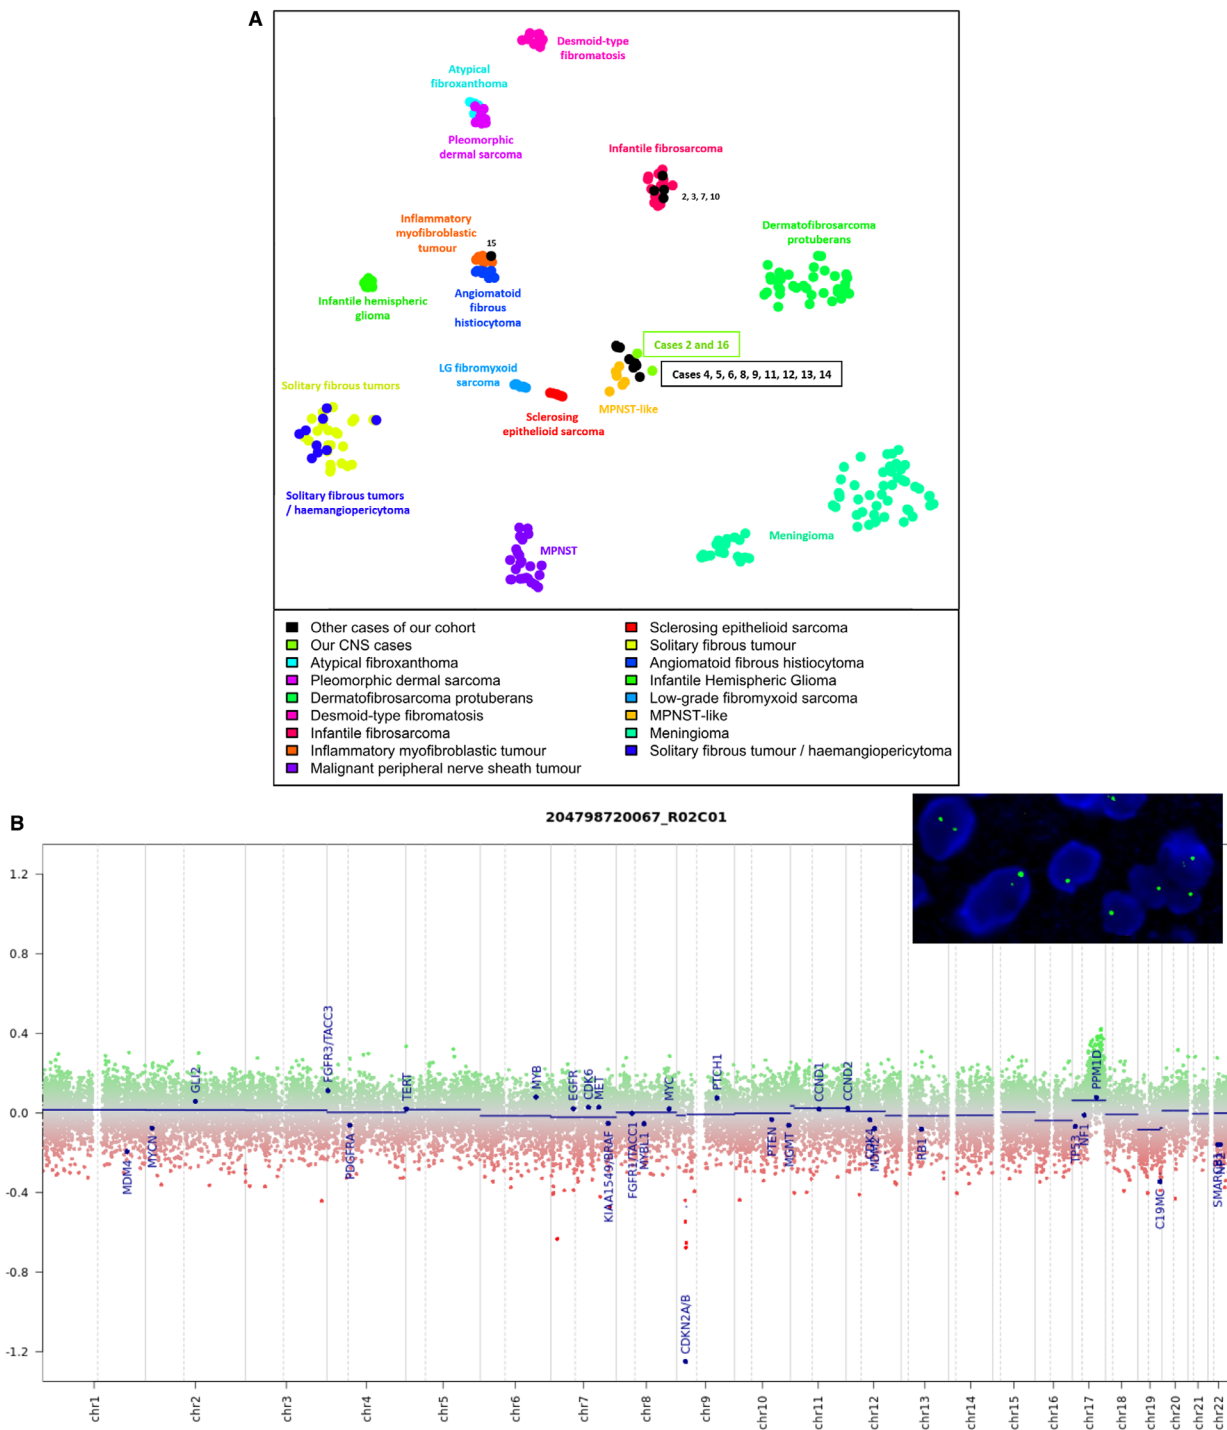 A
Desmoid-type
fibromatosis
Atypical
fibroxanthoma
Pleomorphic
dermal sarcoma
Infantile fibrosarcoma
2, 3, 7, 10
Inflammatory
myofibroblastic
tumour
15
Dermatofibrosarcoma
protuberans
Infantile hemispheric
glioma
Angiomatoid
fibrous
histiocytoma
Cases 2 and 16
Cases 4, 5, 6, 8, 9, 11, 12, 13, 14
LG fibromyxoid
sarcoma
Solitary fibrous tumors
MPNST-like
Sclerosing
epithelioid sarcoma
Solitary fibrous tumors
/ haemangiopericytoma
MPNST
Meningioma
Other cases of our cohort
Our CNS cases
Atypical fibroxanthoma
Pleomorphic dermal sarcoma
Dermatofibrosarcoma protuberans
Desmoid-type fibromatosis
Infantile fibrosarcoma
Inflammatory myofibroblastic tumour
Malignant peripheral nerve sheath tumour
Sclerosing epithelioid sarcoma
Solitary fibrous tumour
Angiomatoid fibrous histiocytoma
Infantile Hemispheric Glioma
Low-grade fibromyxoid sarcoma
MPNST-like
Meningioma
Solitary fibrous tumour / haemangiopericytoma
B
204798720067_R02C01
1.2
0.8
0.4
0.0
-0.4
-0.8
-1.2
MDM4
MYCN
GLI2
FGFR3/TACC3
PDGFRA
TERT
MYB
EGFR
CDK6
MET
KIAA1549/BRAF
FGFR1/TACC1
MYBL1
MYC
CDKN2A/B
PTCH1
PTEN
MGMT
CCND1
CCND2
CDK4
MDM2
RB1
TP53
NF1
PPM1D
C19MC
SMARCB1
NF2
chr1
chr2
chr3
chr4
chr5
chr6
chr7
chr8
chr9
chr10
chr11
chr12
chr13
chr14
chr15
chr16
chr17
chr18
chr19
chr20
chr21
chr22